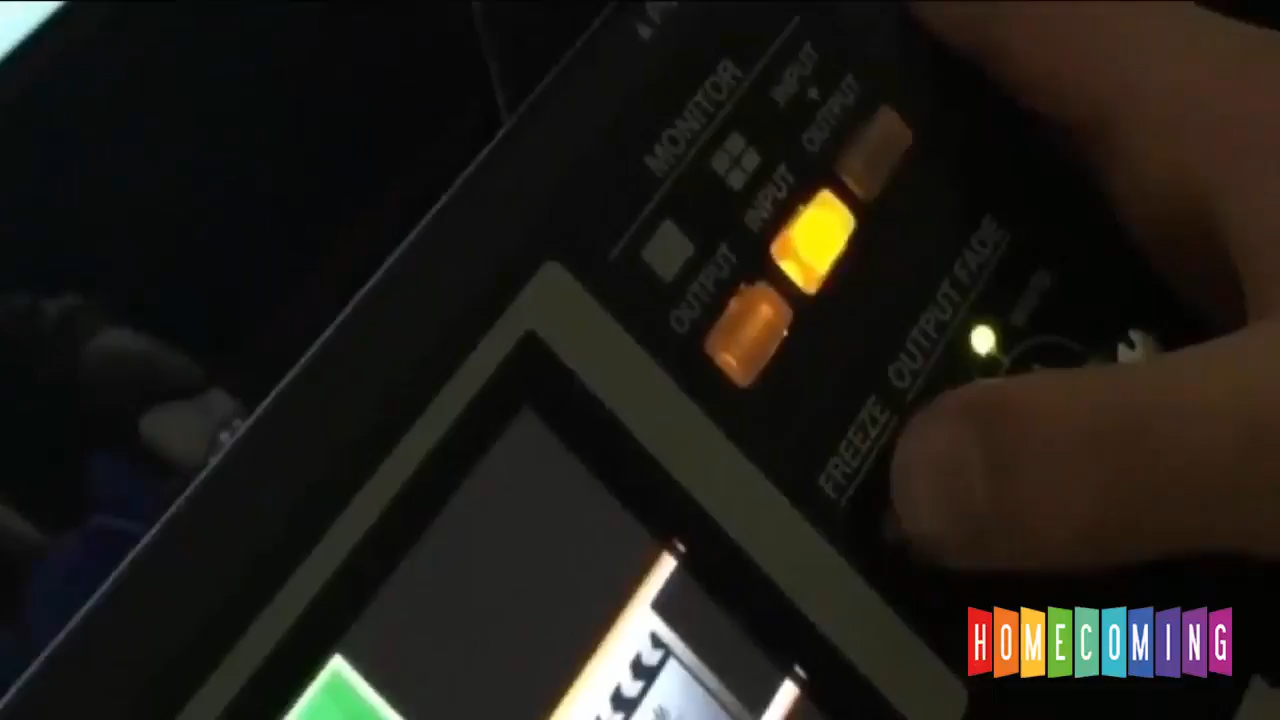 MONITOR
INPUT
OUTPUT
INPUT
OUTPUT
OUTPUT FADE
FREEZE
HOMECOMING